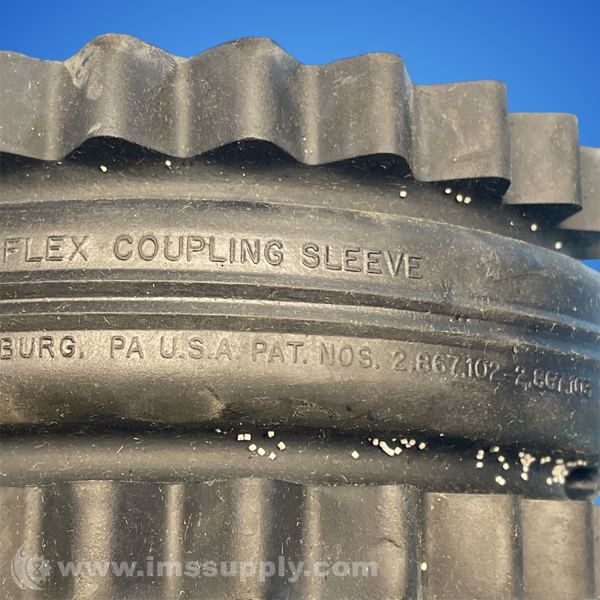 FLEX COUPLING SLEEVE
BURG, PA U.S.A. PAT. NOS. 2,867,102-2,867,103
www.imssupply.com